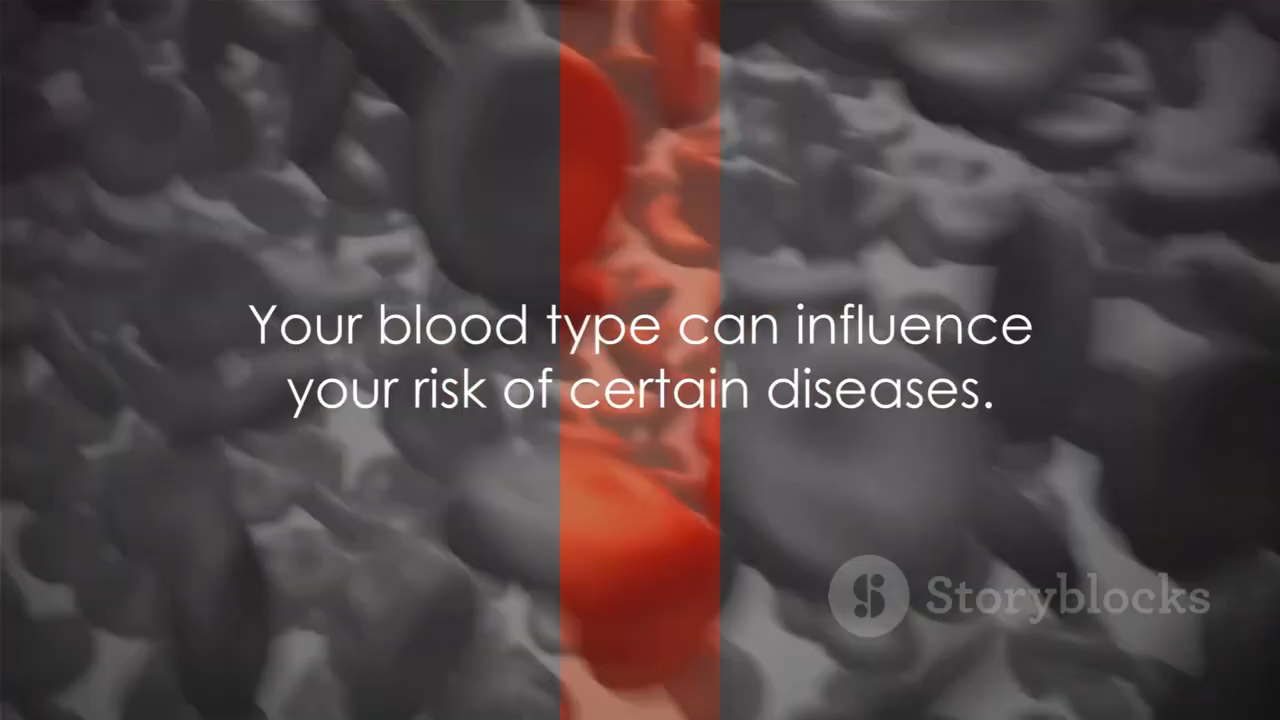 Your blood type can influence
your risk of certain diseases.
Storyblocks